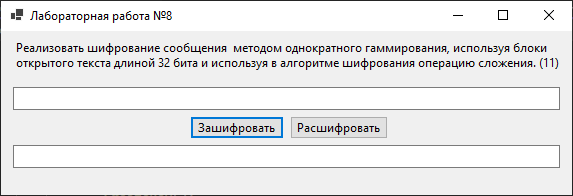 Лабораторная работа №8
Реализовать шифрование сообщения  методом однократного гаммирования, используя блоки
открытого текста длиной 32 бита и используя в алгоритме шифрования операцию сложения. (11)
Зашифровать
Расшифровать